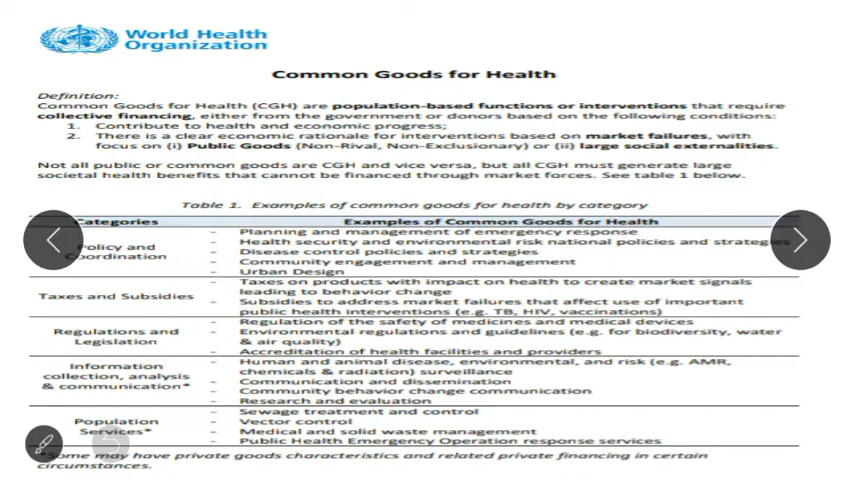 World Health
Organization
Common Goods for Health
Definition:
Common Goods for Health (CGH) are population-based functions or interventions that require
collective financing, either from the government or donors based on the following conditions:
1. Contribute to health and economic progress;
2. There is a clear economic rationale for interventions based on market failures, with
focus on (i) Public Goods (Non-Rival, Non-Exclusionary) or (ii) large social externalities.
Not all public or common goods are CGH and vice versa, but all CGH must generate large
societal health benefits that cannot be financed through market forces. See table 1 below.
Table 1. Examples of common goods for health by category
Categories Examples of Common Goods for Health
Policy and
Coordination
- Planning and management of emergency response
- Health security and environmental risk national policies and strategies
- Disease control policies and strategies
- Community engagement and management
- Urban Design
Taxes and Subsidies
- Taxes on products with impact on health to create market signals
leading to behavior change
- Subsidies to address market failures that affect use of important
public health interventions (e.g. TB, HIV, vaccinations)
Regulations and
Legislation
- Regulation of the safety of medicines and medical devices
- Environmental regulations and guidelines (e.g. for biodiversity, water
& air quality)
- Accreditation of health facilities and providers
Information
collection, analysis
& communication*
- Human and animal disease, environmental, and risk (e.g. AMR,
chemicals & radiation) surveillance
- Communication and dissemination
- Community behavior change communication
- Research and evaluation
Population
Services*
- Sewage treatment and control
- Vector control
- Medical and solid waste management
- Public Health Emergency Operation response services
5
*Some may have private goods characteristics and related private financing in certain
circumstances.